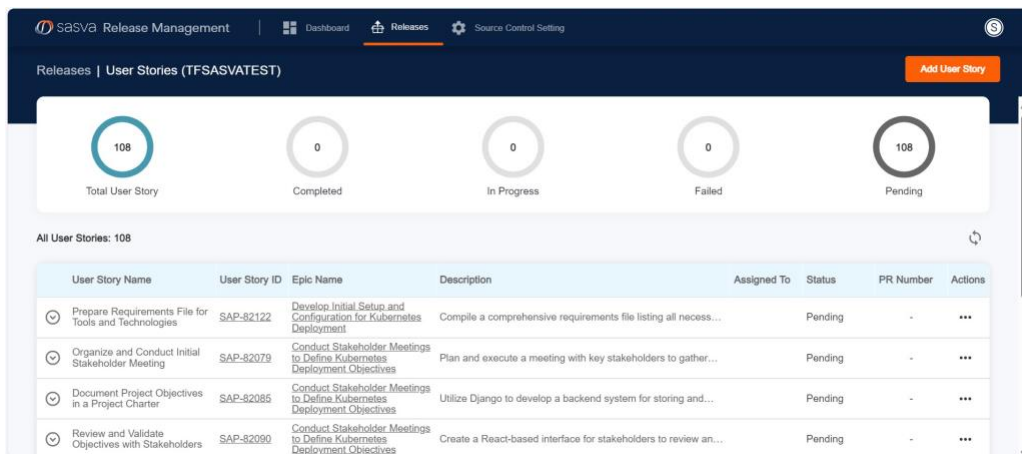 sasva Release Management | Dashboard Releases Source Control Setting S
Releases | User Stories (TFSASVATEST) Add User Story
108 0 0 0 108
Total User Story Completed In Progress Failed Pending
All User Stories: 108
User Story Name User Story ID Epic Name Description Assigned To Status PR Number Actions
Prepare Requirements File for
Tools and Technologies
SAP-82122
Develop Initial Setup and
Configuration for Kubernetes
Deployment
Compile a comprehensive requirements file listing all necess...
Pending - •••
Organize and Conduct Initial
Stakeholder Meeting
SAP-82079
Conduct Stakeholder Meetings
to Define Kubernetes
Deployment Objectives
Plan and execute a meeting with key stakeholders to gather...
Pending - •••
Document Project Objectives
in a Project Charter
SAP-82085
Conduct Stakeholder Meetings
to Define Kubernetes
Deployment Objectives
Utilize Django to develop a backend system for storing and...
Pending - •••
Review and Validate
Objectives with Stakeholders
SAP-82090
Conduct Stakeholder Meetings
to Define Kubernetes
Deployment Objectives
Create a React-based interface for stakeholders to review an...
Pending - •••